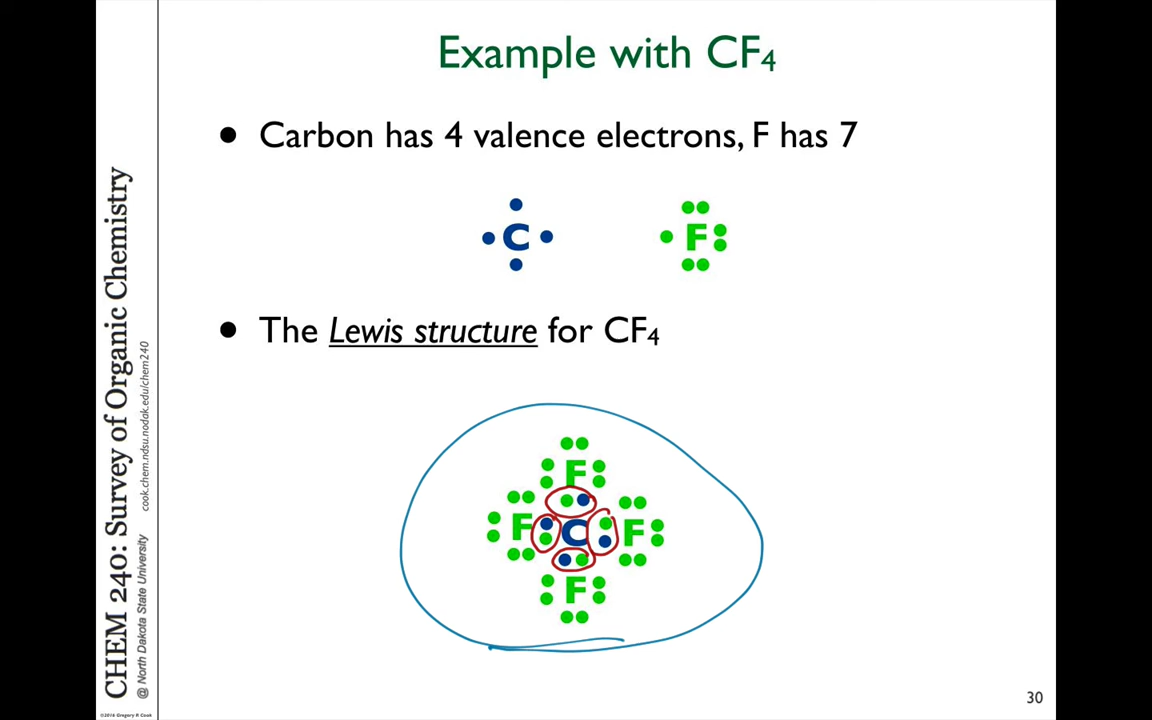 Example with CF₄
• Carbon has 4 valence electrons, F has 7
C
F
• The Lewis structure for CF₄
F
F C F
F
CHEM 240: Survey of Organic Chemistry
@ North Dakota State University
cook.chem.ndsu.nodak.edu/chem240
©2016 Gregory R Cook
30